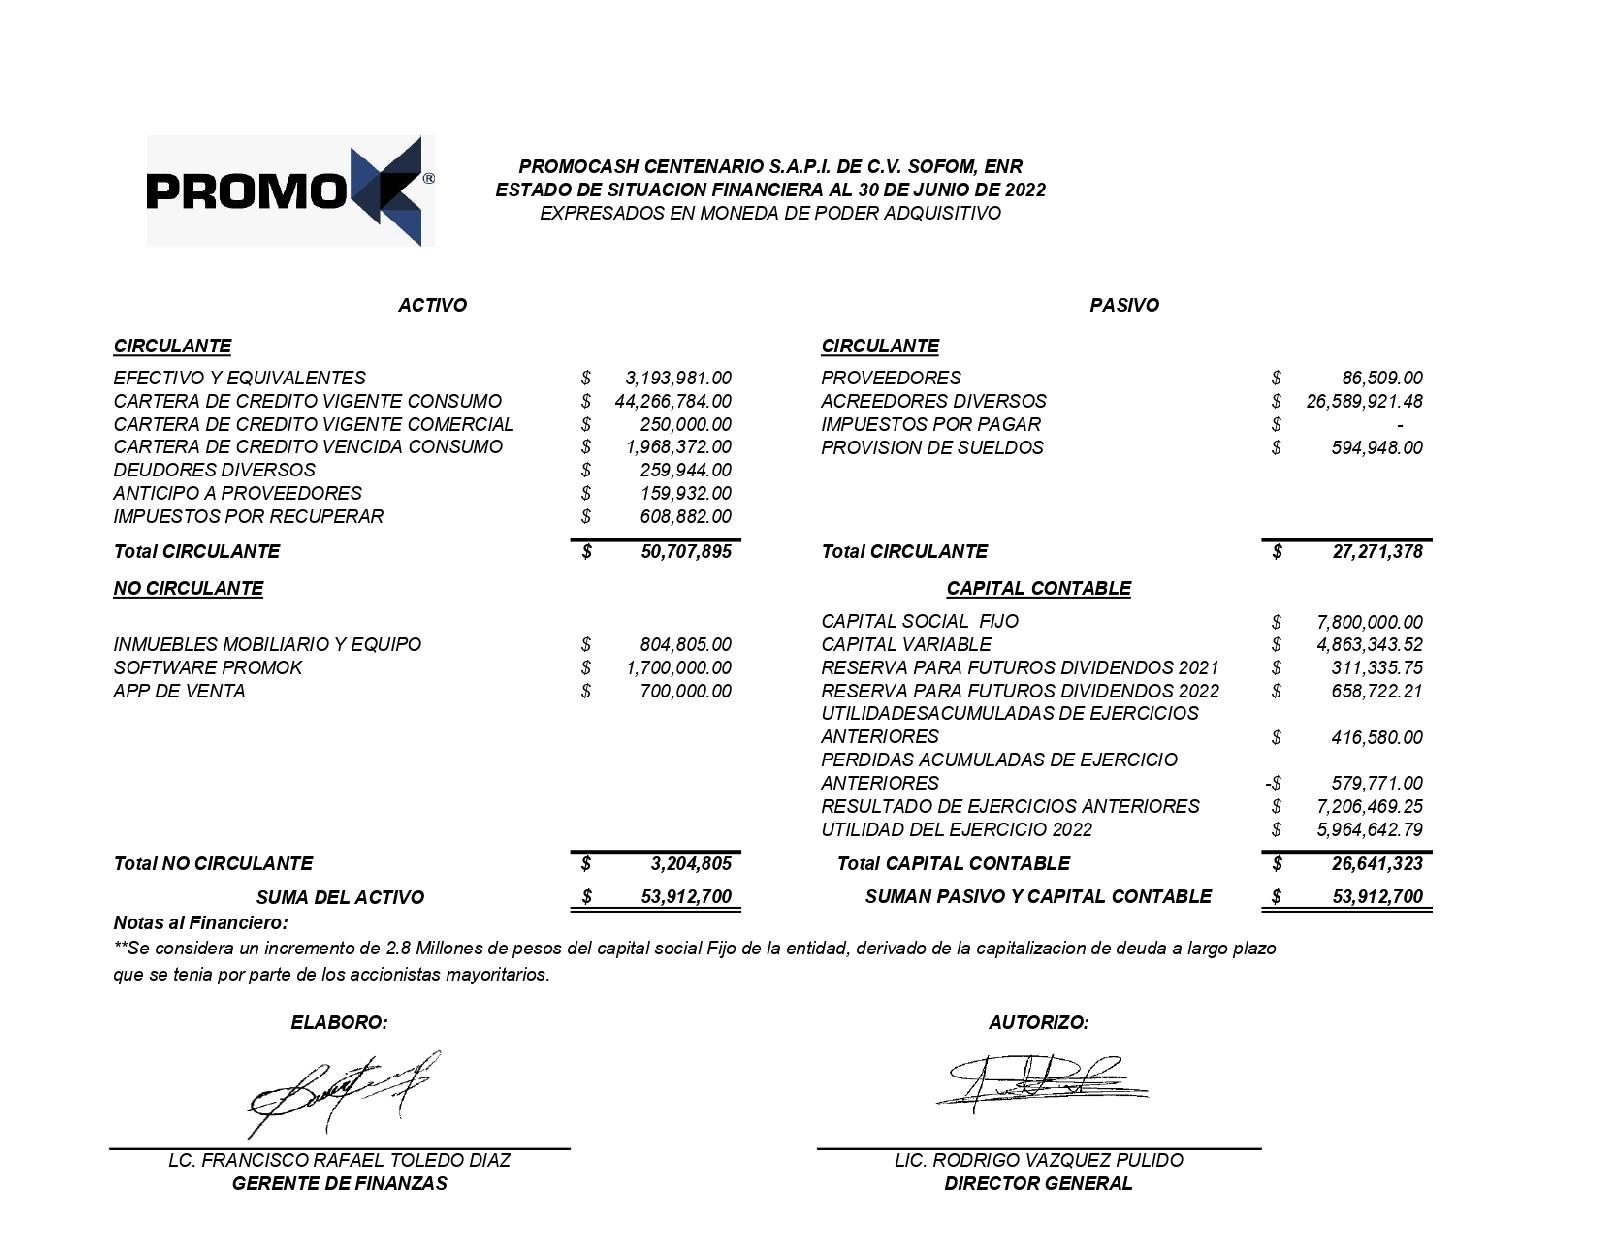 PROMOK®
PROMOCASH CENTENARIO S.A.P.I. DE C.V. SOFOM, ENR
ESTADO DE SITUACION FINANCIERA AL 30 DE JUNIO DE 2022
EXPRESADOS EN MONEDA DE PODER ADQUISITIVO
ACTIVO
CIRCULANTE
EFECTIVO Y EQUIVALENTES $ 3,193,981.00
CARTERA DE CREDITO VIGENTE CONSUMO $ 44,266,784.00
CARTERA DE CREDITO VIGENTE COMERCIAL $ 250,000.00
CARTERA DE CREDITO VENCIDA CONSUMO $ 1,968,372.00
DEUDORES DIVERSOS $ 259,944.00
ANTICIPO A PROVEEDORES $ 159,932.00
IMPUESTOS POR RECUPERAR $ 608,882.00
Total CIRCULANTE $ 50,707,895
NO CIRCULANTE
INMUEBLES MOBILIARIO Y EQUIPO $ 804,805.00
SOFTWARE PROMOK $ 1,700,000.00
APP DE VENTA $ 700,000.00
Total NO CIRCULANTE $ 3,204,805
SUMA DEL ACTIVO $ 53,912,700
PASIVO
CIRCULANTE
PROVEEDORES $ 86,509.00
ACREEDORES DIVERSOS $ 26,589,921.48
IMPUESTOS POR PAGAR $ -
PROVISION DE SUELDOS $ 594,948.00
Total CIRCULANTE $ 27,271,378
CAPITAL CONTABLE
CAPITAL SOCIAL FIJO $ 7,800,000.00
CAPITAL VARIABLE $ 4,863,343.52
RESERVA PARA FUTUROS DIVIDENDOS 2021 $ 311,335.75
RESERVA PARA FUTUROS DIVIDENDOS 2022 $ 658,722.21
UTILIDADESACUMULADAS DE EJERCICIOS
ANTERIORES $ 416,580.00
PERDIDAS ACUMULADAS DE EJERCICIO
ANTERIORES -$ 579,771.00
RESULTADO DE EJERCICIOS ANTERIORES $ 7,206,469.25
UTILIDAD DEL EJERCICIO 2022 $ 5,964,642.79
Total CAPITAL CONTABLE $ 26,641,323
SUMAN PASIVO Y CAPITAL CONTABLE $ 53,912,700
Notas al Financiero:
**Se considera un incremento de 2.8 Millones de pesos del capital social Fijo de la entidad, derivado de la capitalizacion de deuda a largo plazo
que se tenia por parte de los accionistas mayoritarios.
ELABORO:
LC. FRANCISCO RAFAEL TOLEDO DIAZ
GERENTE DE FINANZAS
AUTORIZO:
LIC. RODRIGO VAZQUEZ PULIDO
DIRECTOR GENERAL